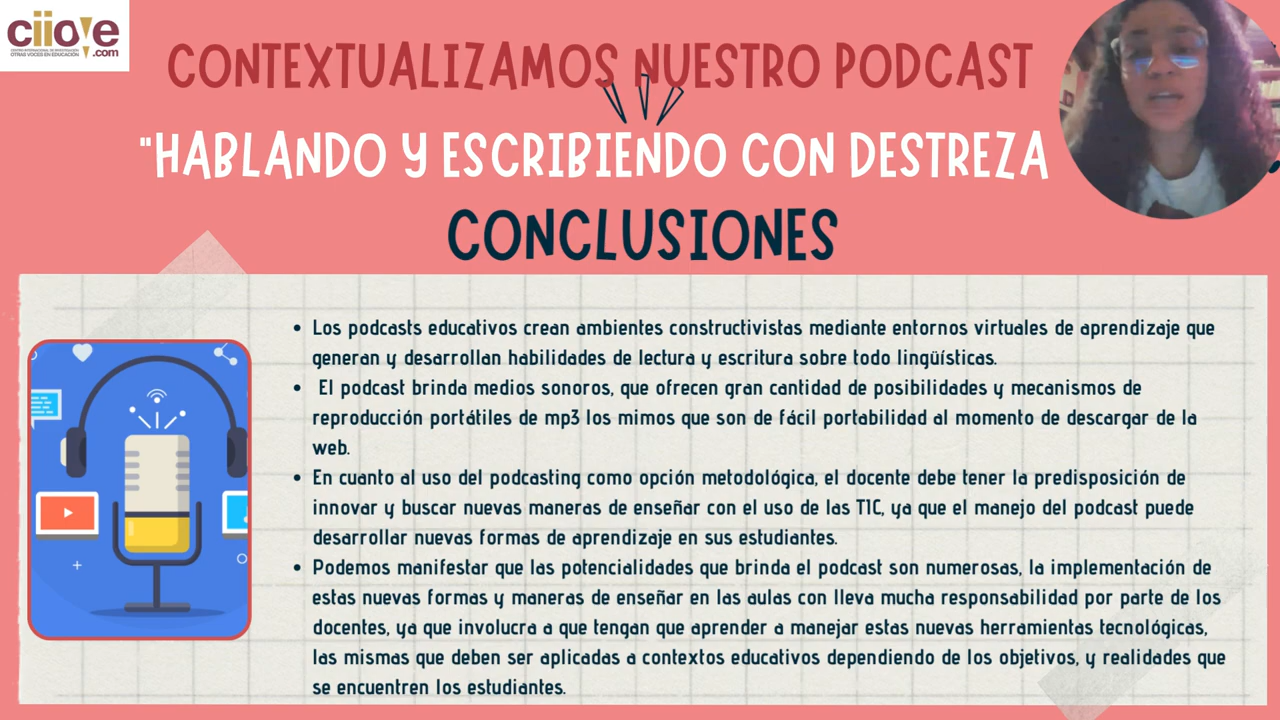 ciiove
CENTRO INTERNACIONAL DE INVESTIGACIÓN
OTRAS VOCES EN EDUCACIÓN
.com
CONTEXTUALIZAMOS NUESTRO PODCAST
"HABLANDO Y ESCRIBIENDO CON DESTREZA
CONCLUSIONES
• Los podcasts educativos crean ambientes constructivistas mediante entornos virtuales de aprendizaje que
generan y desarrollan habilidades de lectura y escritura sobre todo lingüísticas.
• El podcast brinda medios sonoros, que ofrecen gran cantidad de posibilidades y mecanismos de
reproducción portátiles de mp3 los mimos que son de fácil portabilidad al momento de descargar de la
web.
• En cuanto al uso del podcasting como opción metodológica, el docente debe tener la predisposición de
innovar y buscar nuevas maneras de enseñar con el uso de las TIC, ya que el manejo del podcast puede
desarrollar nuevas formas de aprendizaje en sus estudiantes.
• Podemos manifestar que las potencialidades que brinda el podcast son numerosas, la implementación de
estas nuevas formas y maneras de enseñar en las aulas con lleva mucha responsabilidad por parte de los
docentes, ya que involucra a que tengan que aprender a manejar estas nuevas herramientas tecnológicas,
las mismas que deben ser aplicadas a contextos educativos dependiendo de los objetivos, y realidades que
se encuentren los estudiantes.